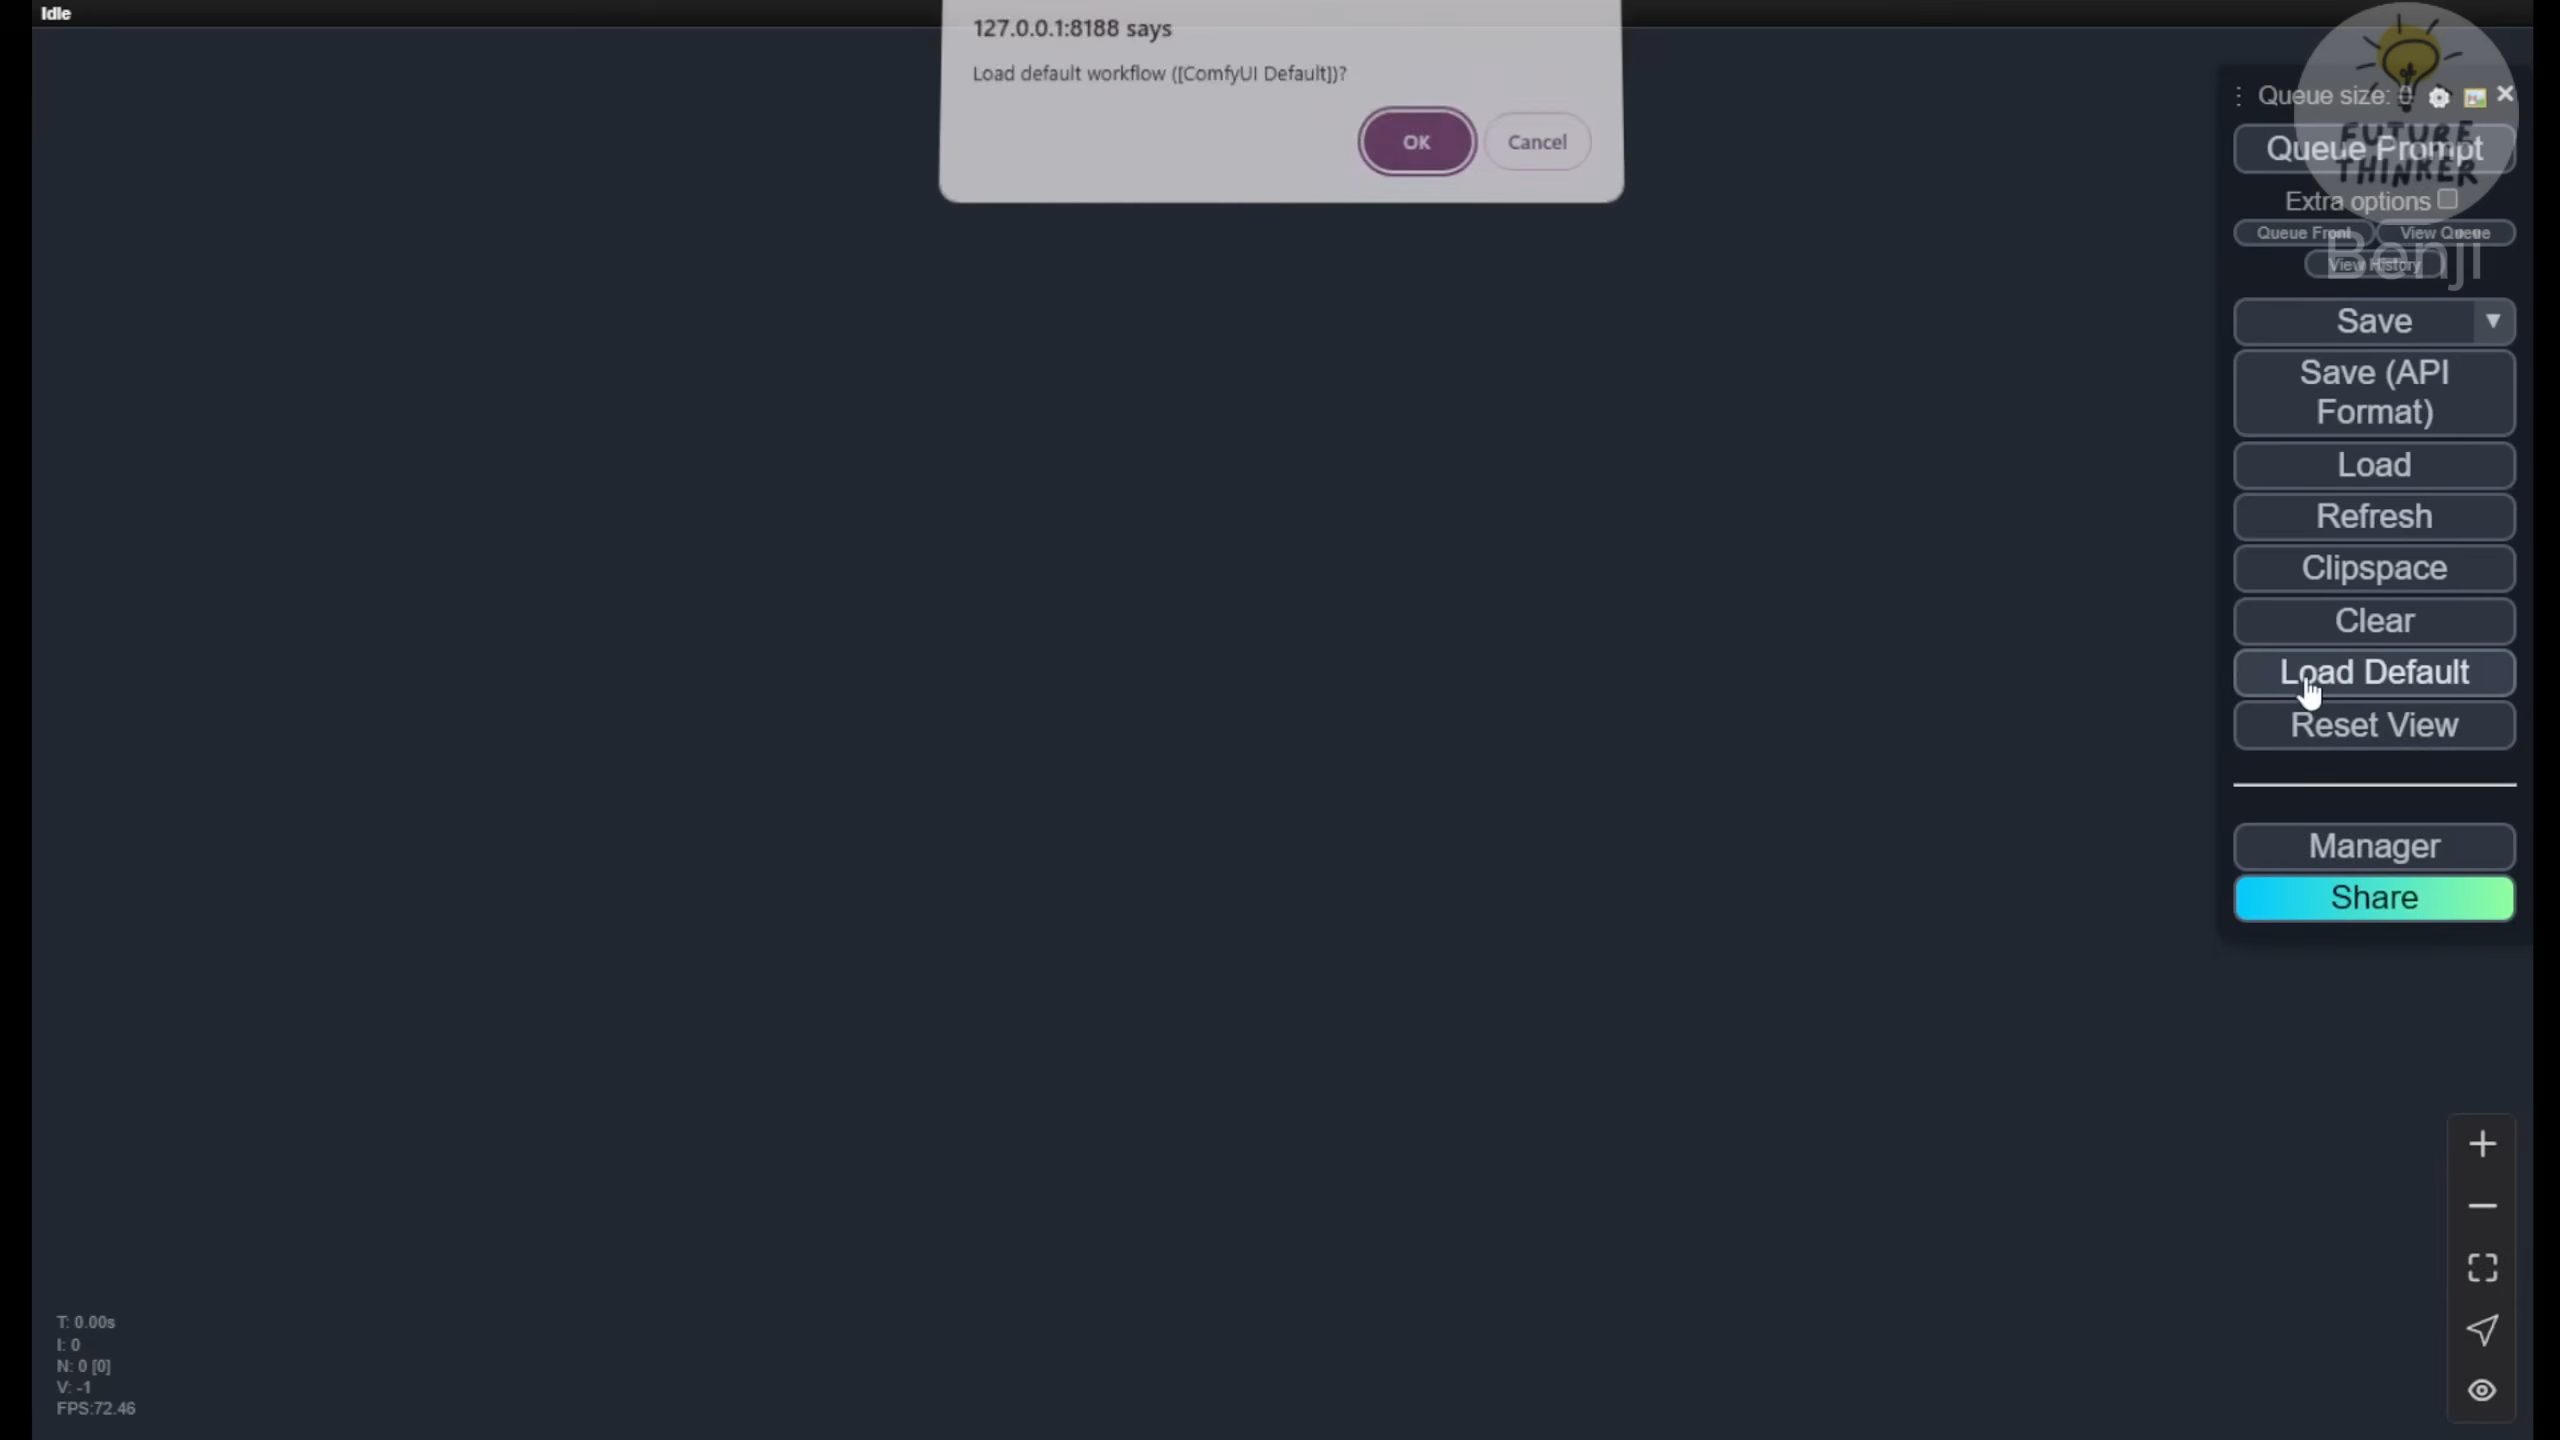 Idle
127.0.0.1:8188 says
Load default workflow ([ComfyUI Default])?
OK
Cancel
Queue size: 0
Queue Prompt
FUTURE
THINKER
Benji
Extra options
Queue Front
View Queue
View History
Save
Save (API
Format)
Load
Refresh
Clipspace
Clear
Load Default
Reset View
Manager
Share
T: 0.00s
I: 0
N: 0 [0]
V: -1
FPS:72.46